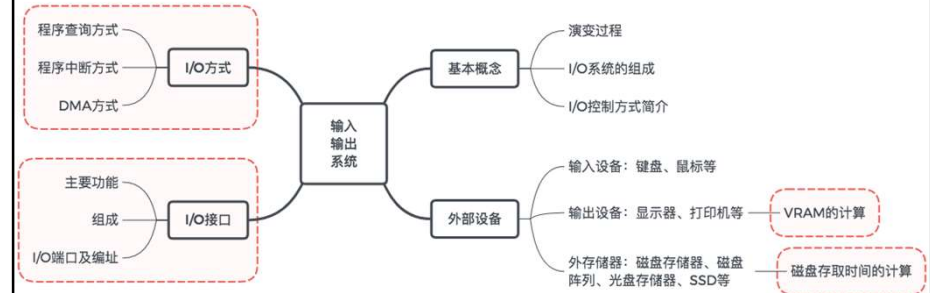 程序查询方式
程序中断方式
DMA方式
I/O方式
主要功能
组成
I/O端口及编址
I/O接口
输入
输出
系统
基本概念
演变过程
I/O系统的组成
I/O控制方式简介
外部设备
输入设备：键盘、鼠标等
输出设备：显示器、打印机等
VRAM的计算
外存储器：磁盘存储器、磁盘
阵列、光盘存储器、SSD等
磁盘存取时间的计算